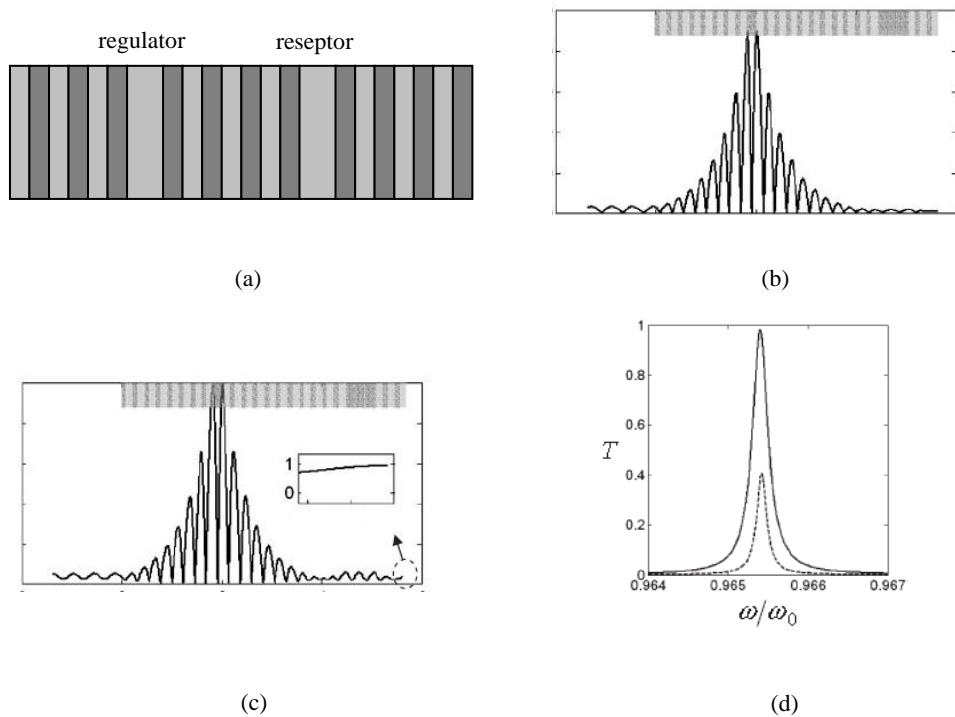 regulator reseptor
(a)
(b)
1
0
(c)
1
0.8
0.6
T
0.4
0.2
0
0.964 0.965 0.966 0.967
ω/ω₀
(d)